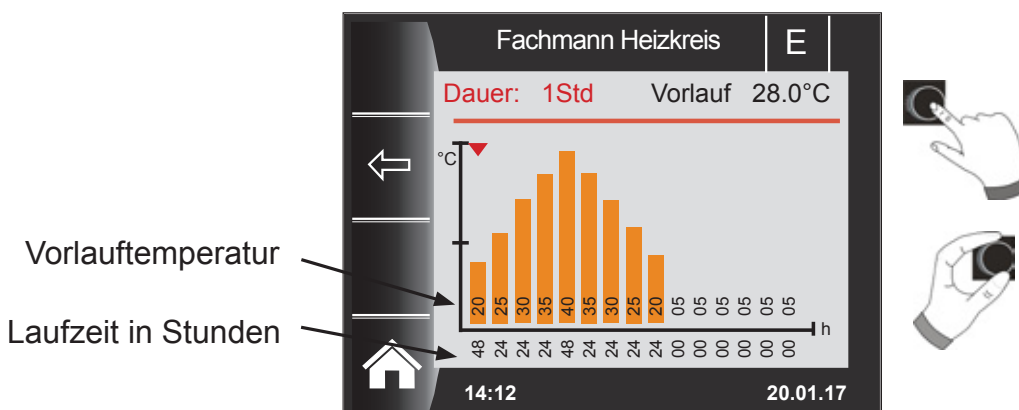 Fachmann Heizkreis E
Dauer: 1Std Vorlauf 28.0°C
°C
Vorlauftemperatur
20 25 30 35 40 35 30 25 20 05 05 05 05 05 05
h
Laufzeit in Stunden
48 24 24 24 48 24 24 24 24 00 00 00 00 00 00
14:12 20.01.17